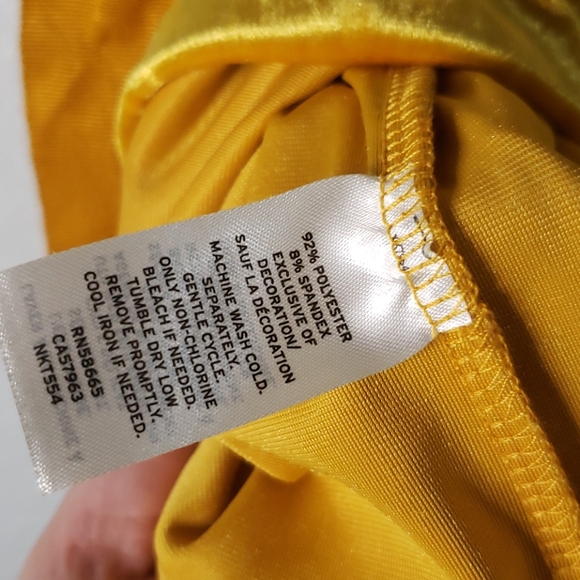 92% POLYESTER
8% SPANDEX
EXCLUSIVE OF
DECORATION/
SAUF LA DÉCORATION
MACHINE WASH COLD.
SEPARATELY.
GENTLE CYCLE.
ONLY NON-CHLORINE
BLEACH IF NEEDED.
TUMBLE DRY LOW
REMOVE PROMPTLY.
COOL IRON IF NEEDED.
RN58665
CA57963
NKT554